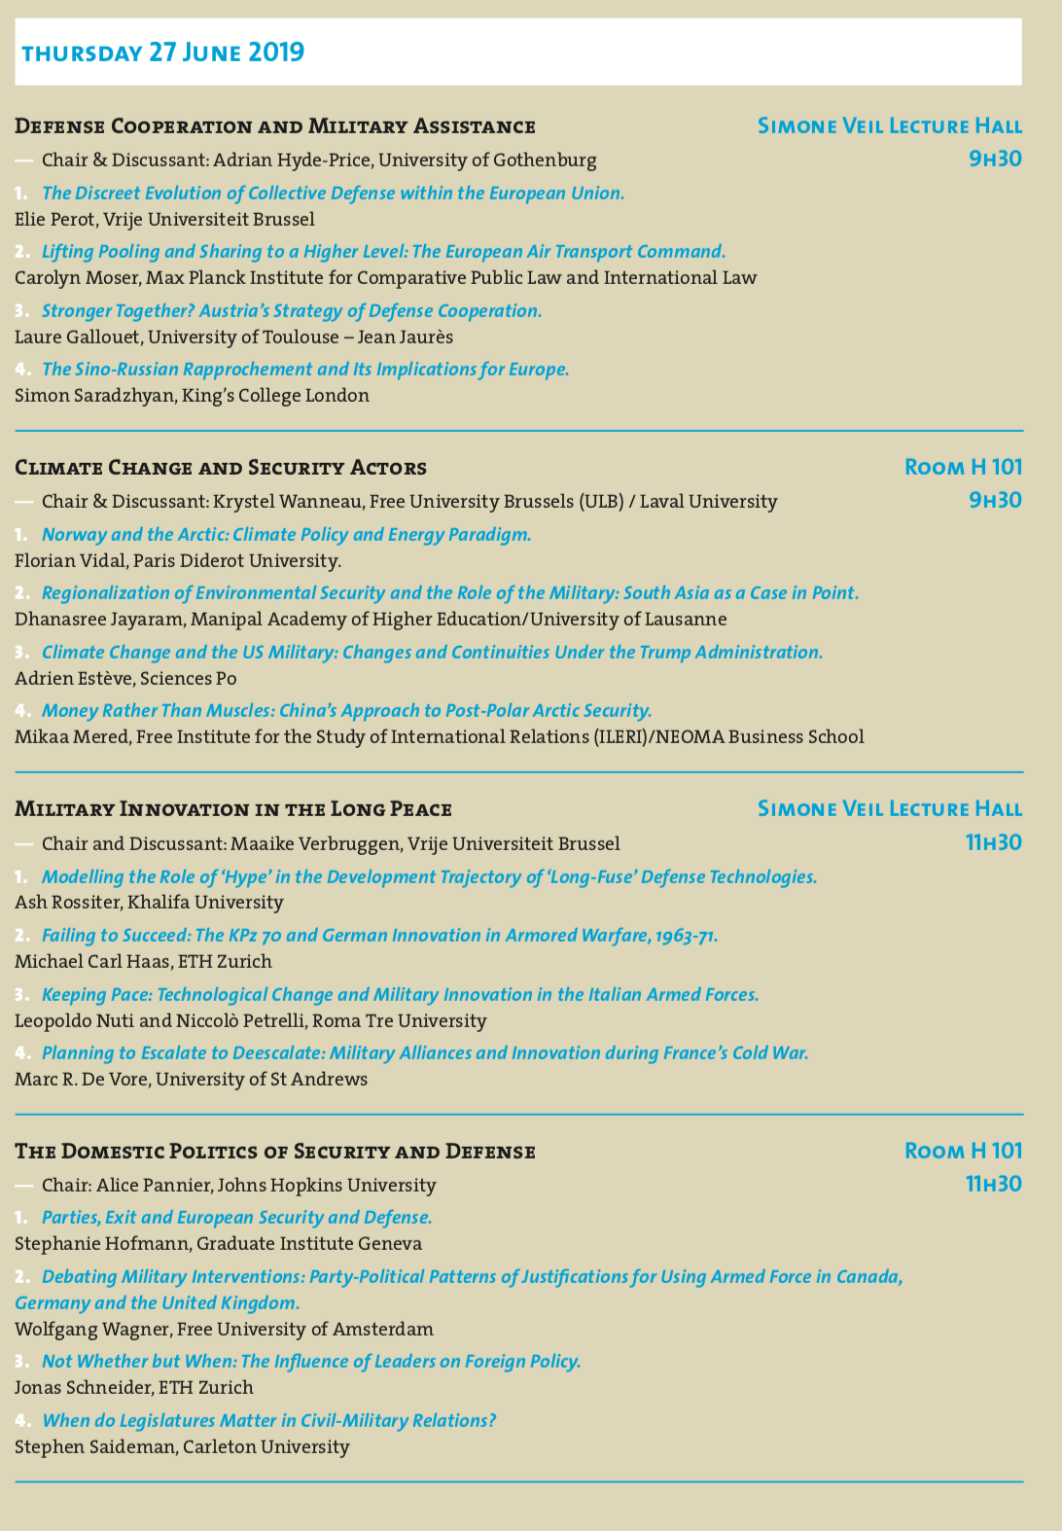 THURSDAY 27 JUNE 2019
DEFENSE COOPERATION AND MILITARY ASSISTANCE SIMONE VEIL LECTURE HALL
— Chair & Discussant: Adrian Hyde-Price, University of Gothenburg 9H30
1. The Discreet Evolution of Collective Defense within the European Union.
Elie Perot, Vrije Universiteit Brussel
2. Lifting Pooling and Sharing to a Higher Level: The European Air Transport Command.
Carolyn Moser, Max Planck Institute for Comparative Public Law and International Law
3. Stronger Together? Austria’s Strategy of Defense Cooperation.
Laure Gallouet, University of Toulouse – Jean Jaurès
4. The Sino-Russian Rapprochement and Its Implications for Europe.
Simon Saradzhyan, King’s College London
CLIMATE CHANGE AND SECURITY ACTORS ROOM H 101
— Chair & Discussant: Krystel Wanneau, Free University Brussels (ULB) / Laval University 9H30
1. Norway and the Arctic: Climate Policy and Energy Paradigm.
Florian Vidal, Paris Diderot University.
2. Regionalization of Environmental Security and the Role of the Military: South Asia as a Case in Point.
Dhanasree Jayaram, Manipal Academy of Higher Education/University of Lausanne
3. Climate Change and the US Military: Changes and Continuities Under the Trump Administration.
Adrien Estève, Sciences Po
4. Money Rather Than Muscles: China’s Approach to Post-Polar Arctic Security.
Mikaa Mered, Free Institute for the Study of International Relations (ILERI)/NEOMA Business School
MILITARY INNOVATION IN THE LONG PEACE SIMONE VEIL LECTURE HALL
— Chair and Discussant: Maaike Verbruggen, Vrije Universiteit Brussel 11H30
1. Modelling the Role of ‘Hype’ in the Development Trajectory of ‘Long-Fuse’ Defense Technologies.
Ash Rossiter, Khalifa University
2. Failing to Succeed: The KPz 70 and German Innovation in Armored Warfare, 1963-71.
Michael Carl Haas, ETH Zurich
3. Keeping Pace: Technological Change and Military Innovation in the Italian Armed Forces.
Leopoldo Nuti and Niccolò Petrelli, Roma Tre University
4. Planning to Escalate to Deescalate: Military Alliances and Innovation during France’s Cold War.
Marc R. De Vore, University of St Andrews
THE DOMESTIC POLITICS OF SECURITY AND DEFENSE ROOM H 101
— Chair: Alice Pannier, Johns Hopkins University 11H30
1. Parties, Exit and European Security and Defense.
Stephanie Hofmann, Graduate Institute Geneva
2. Debating Military Interventions: Party-Political Patterns of Justifications for Using Armed Force in Canada,
Germany and the United Kingdom.
Wolfgang Wagner, Free University of Amsterdam
3. Not Whether but When: The Influence of Leaders on Foreign Policy.
Jonas Schneider, ETH Zurich
4. When do Legislatures Matter in Civil-Military Relations?
Stephen Saideman, Carleton University